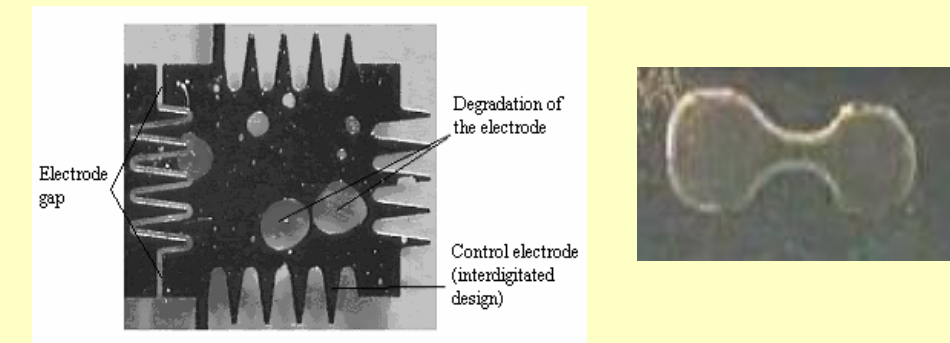 Degradation of
the electrode
Electrode
gap
Control electrode
(interdigitated
design)